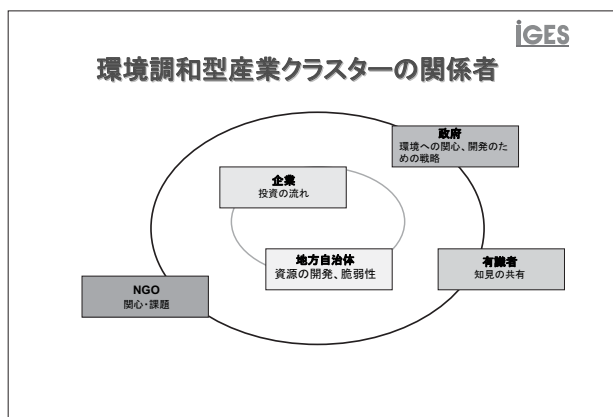 iGES
環境調和型産業クラスターの関係者
政府
環境への関心、開発のた
めの戦略
企業
投資の流れ
地方自治体
資源の開発、脆弱性
有識者
知見の共有
NGO
関心・課題